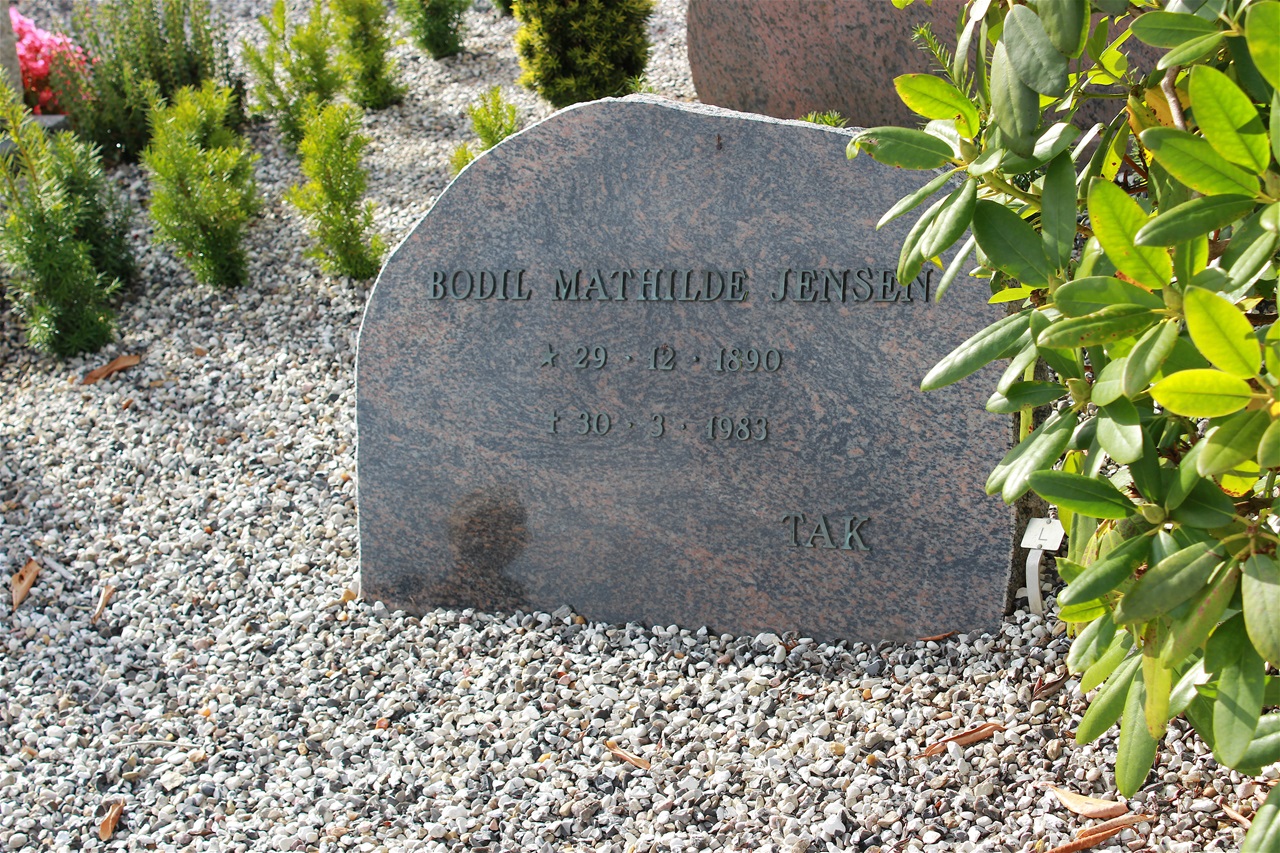 BODIL MATHILDE JENSEN
* 29 · 12 · 1890
† 30 · 3 · 1983
TAK
L